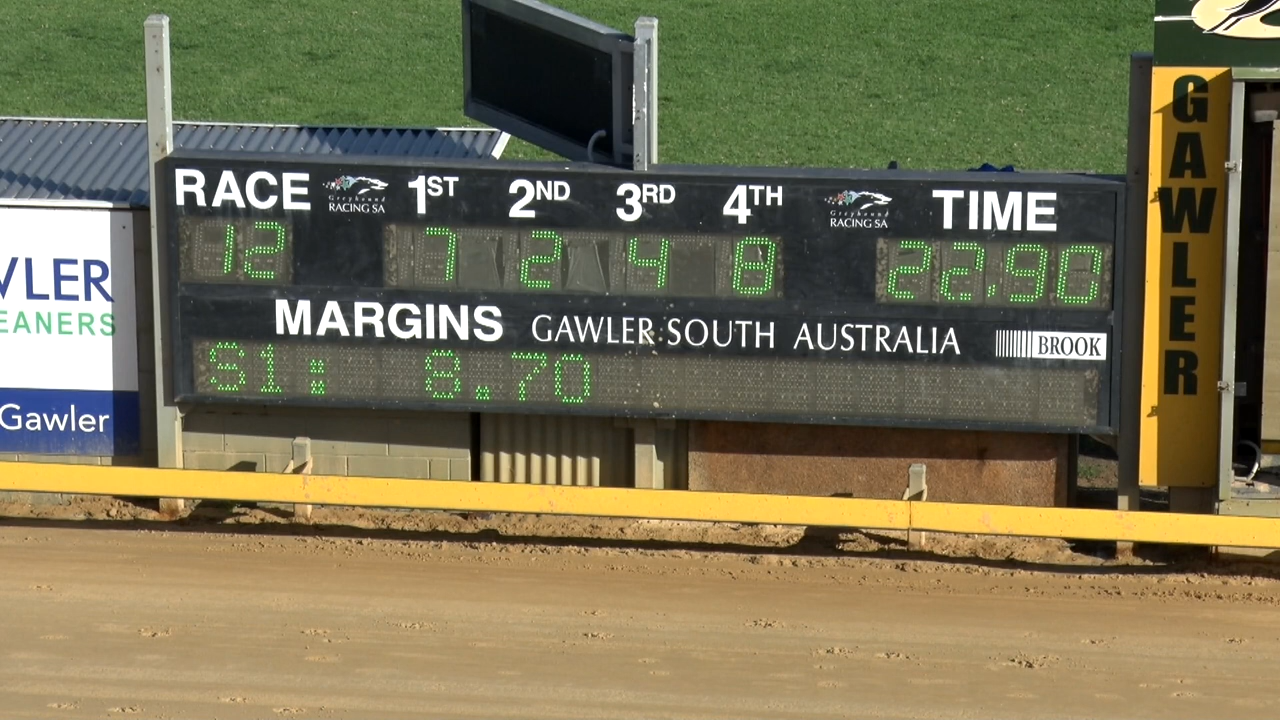 RACE
Greyhound
RACING SA
1ST 2ND 3RD 4TH
Greyhound
RACING SA
TIME
12 7 2 4 8 22.90
MARGINS GAWLER SOUTH AUSTRALIA BROOK
S1: 8.70
WLER
EANERS
Gawler
GAWLER